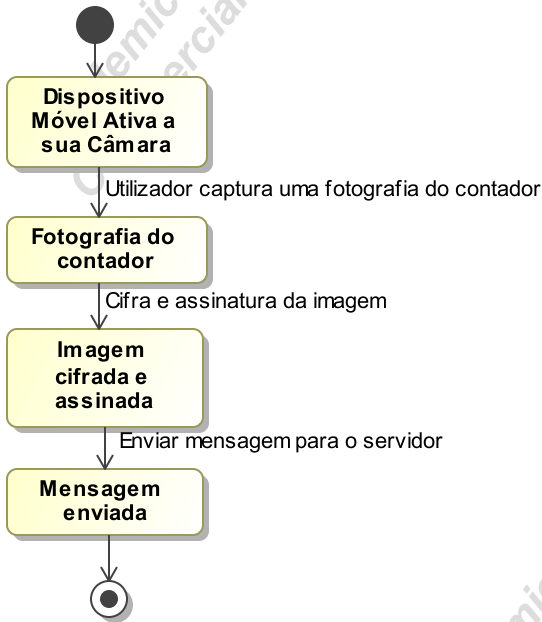 Dispositivo
Móvel Ativa a
sua Câmara
Utilizador captura uma fotografia do contador
Fotografia do
contador
Cifra e assinatura da imagem
Imagem
cifrada e
assinada
Enviar mensagem para o servidor
Mensagem
enviada